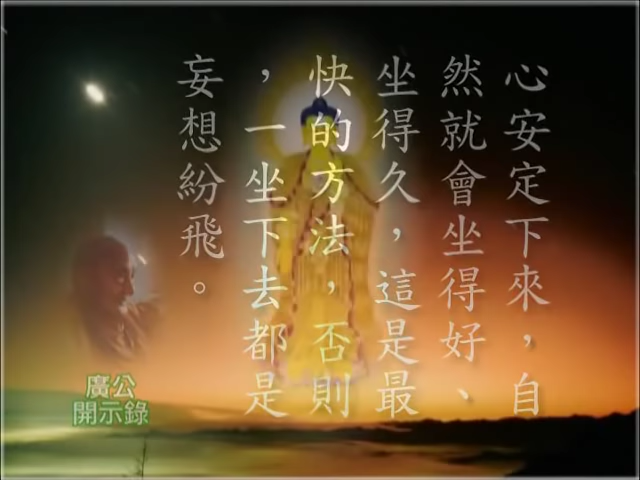 心安定下來，自
然就會坐得好、
坐得久，這是最
快的方法，否則
，一坐下去都是
妄想紛飛。
廣公
開示錄